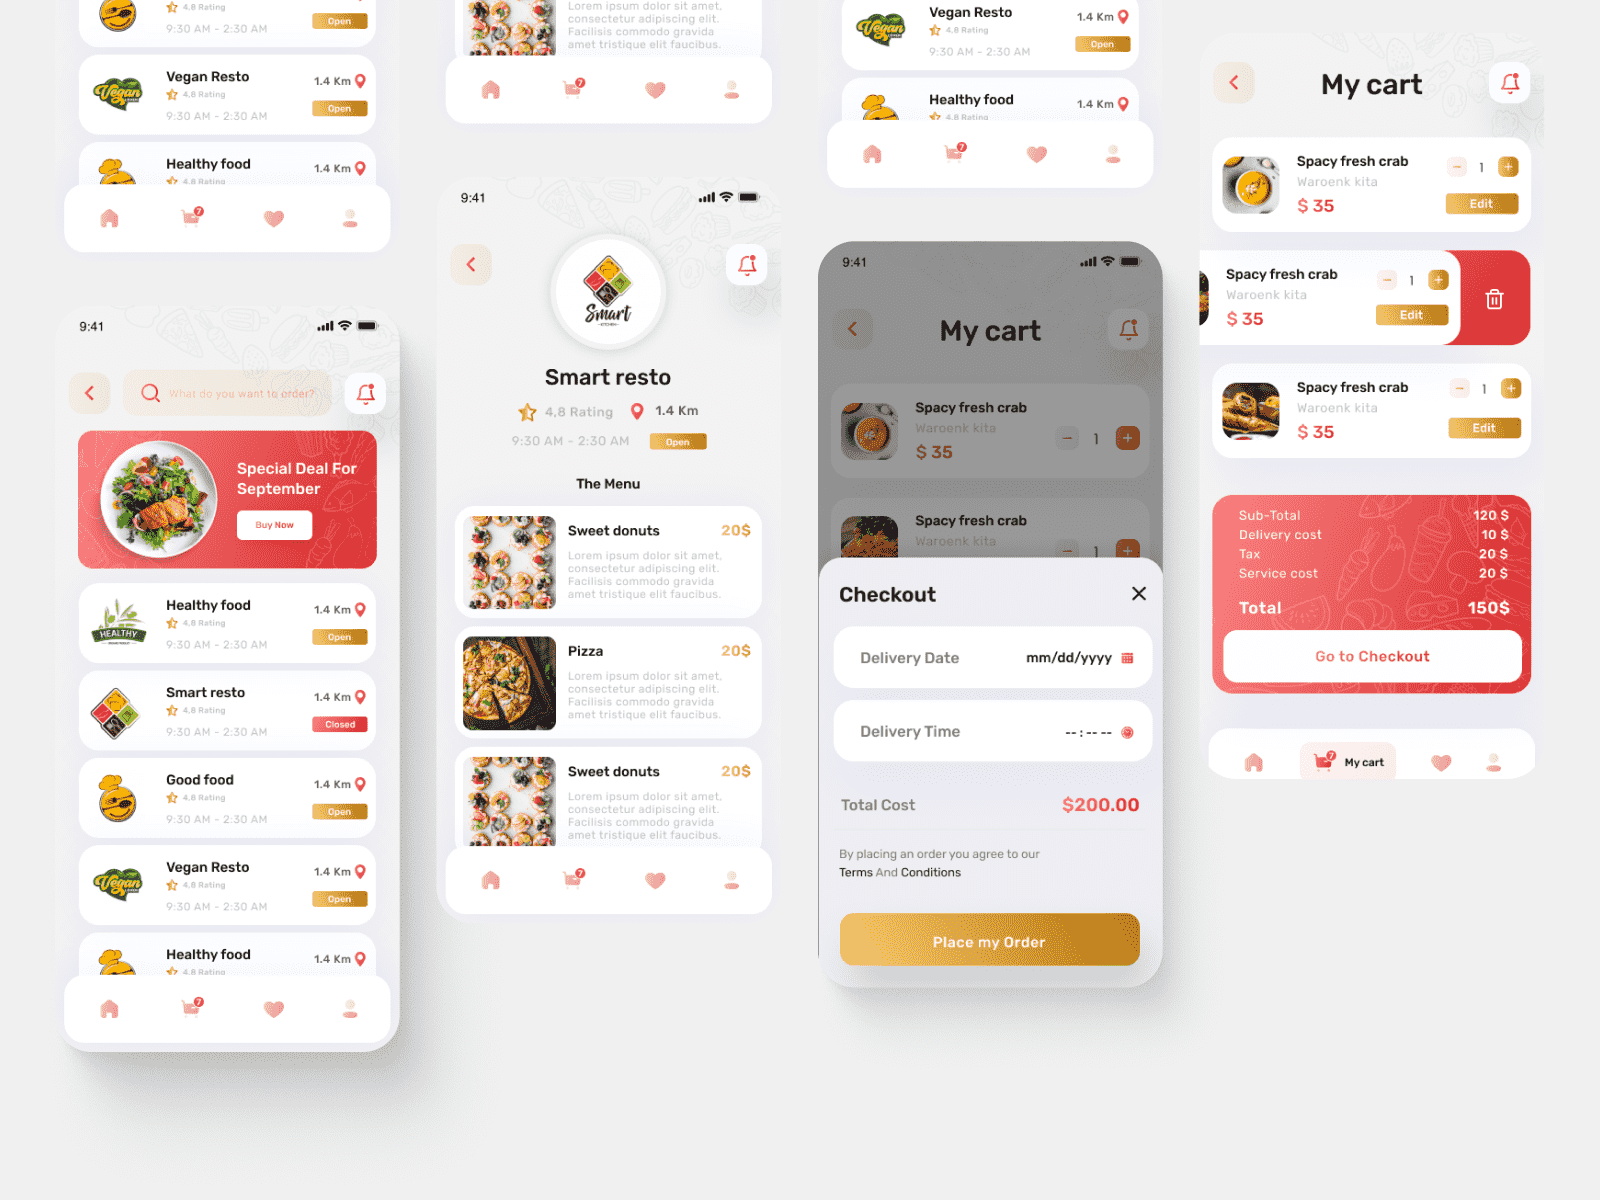 4.8 Rating
9:30 AM - 2:30 AM
Open
Vegan
Vegan Resto
4.8 Rating
9:30 AM - 2:30 AM
1.4 Km
Open
Healthy food
4.8 Rating
1.4 Km
7
9:41
What do you want to order?
Special Deal For
September
Buy Now
HEALTHY
Healthy food
4.8 Rating
9:30 AM - 2:30 AM
1.4 Km
Open
Smart resto
4.8 Rating
9:30 AM - 2:30 AM
1.4 Km
Closed
Good food
4.8 Rating
9:30 AM - 2:30 AM
1.4 Km
Open
Vegan
Vegan Resto
4.8 Rating
9:30 AM - 2:30 AM
1.4 Km
Open
Healthy food
4.8 Rating
1.4 Km
7
Lorem ipsum dolor sit amet,
consectetur adipiscing elit.
Facilisis commodo gravida
amet tristique elit faucibus.
7
9:41
Smart
KITCHEN
Smart resto
4,8 Rating
1.4 Km
9:30 AM - 2:30 AM
Open
The Menu
Sweet donuts
20$
Lorem ipsum dolor sit amet,
consectetur adipiscing elit.
Facilisis commodo gravida
amet tristique elit faucibus.
Pizza
20$
Lorem ipsum dolor sit amet,
consectetur adipiscing elit.
Facilisis commodo gravida
amet tristique elit faucibus.
Sweet donuts
20$
Lorem ipsum dolor sit amet,
consectetur adipiscing elit.
Facilisis commodo gravida
amet tristique elit faucibus.
7
Vegan
Vegan Resto
4.8 Rating
9:30 AM - 2:30 AM
1.4 Km
Open
Healthy food
4.8 Rating
1.4 Km
7
9:41
My cart
Spacy fresh crab
Waroenk kita
$ 35
− 1 +
Spacy fresh crab
Waroenk kita
− 1 +
Checkout
Delivery Date
mm/dd/yyyy
Delivery Time
-- : -- --
Total Cost
$200.00
By placing an order you agree to our
Terms And Conditions
Place my Order
My cart
Spacy fresh crab
Waroenk kita
$ 35
− 1 +
Edit
Spacy fresh crab
Waroenk kita
$ 35
− 1 +
Edit
Spacy fresh crab
Waroenk kita
$ 35
− 1 +
Edit
Sub-Total 120 $
Delivery cost 10 $
Tax 20 $
Service cost 20 $
Total 150$
Go to Checkout
7
My cart